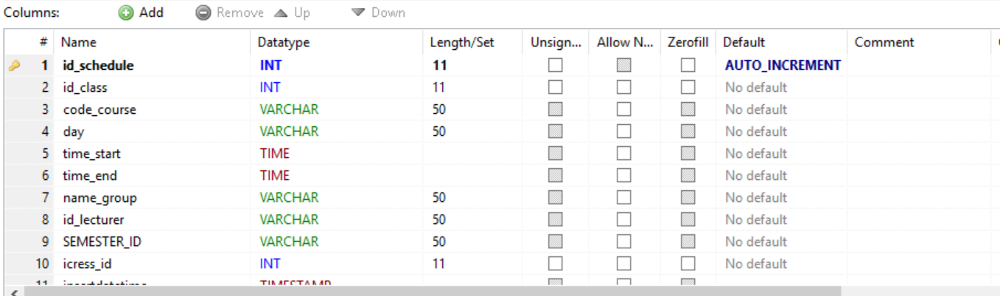 Columns: Add Remove Up Down
# Name Datatype Length/Set Unsign... Allow N... Zerofill Default Comment
1 id_schedule INT 11 AUTO_INCREMENT
2 id_class INT 11 No default
3 code_course VARCHAR 50 No default
4 day VARCHAR 50 No default
5 time_start TIME No default
6 time_end TIME No default
7 name_group VARCHAR 50 No default
8 id_lecturer VARCHAR 50 No default
9 SEMESTER_ID VARCHAR 50 No default
10 icress_id INT 11 No default
11 TIMESTAMP